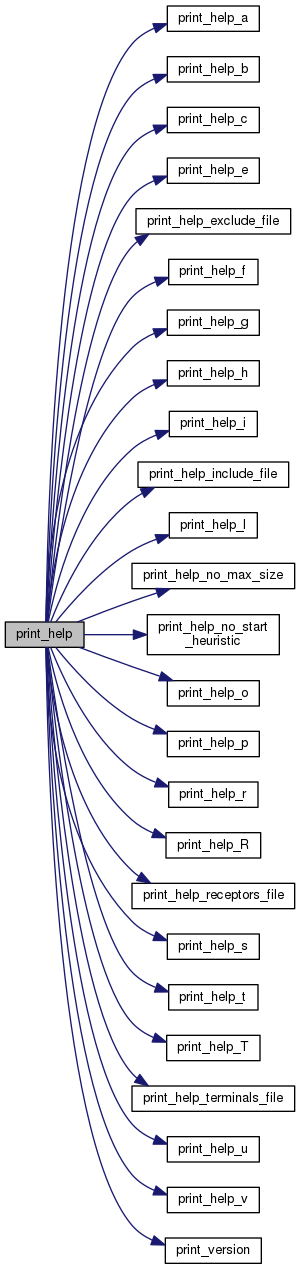 print_help_a
print_help_b
print_help_c
print_help_e
print_help_exclude_file
print_help_f
print_help_g
print_help_h
print_help_i
print_help_include_file
print_help_l
print_help_no_max_size
print_help
print_help_no_start
_heuristic
print_help_o
print_help_p
print_help_r
print_help_R
print_help_receptors_file
print_help_s
print_help_t
print_help_T
print_help_terminals_file
print_help_u
print_help_v
print_version